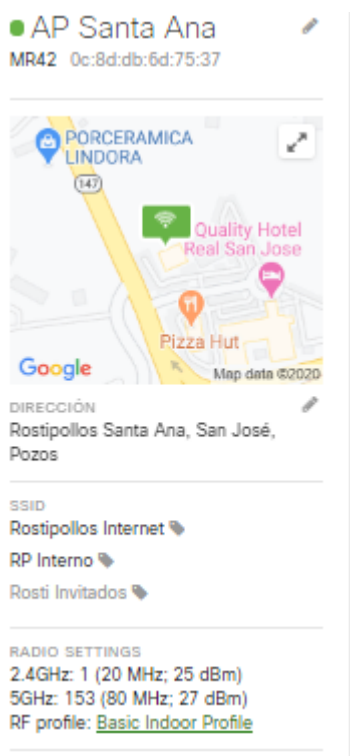 AP Santa Ana
MR42 0c:8d:db:6d:75:37
PORCERAMICA
LINDORA
147
Quality Hotel
Real San Jose
Pizza Hut
Google
Map data ©2020
DIRECCIÓN
Rostipollos Santa Ana, San José,
Pozos
SSID
Rostipollos Internet
RP Interno
Rosti Invitados
RADIO SETTINGS
2.4GHz: 1 (20 MHz; 25 dBm)
5GHz: 153 (80 MHz; 27 dBm)
RF profile: Basic Indoor Profile